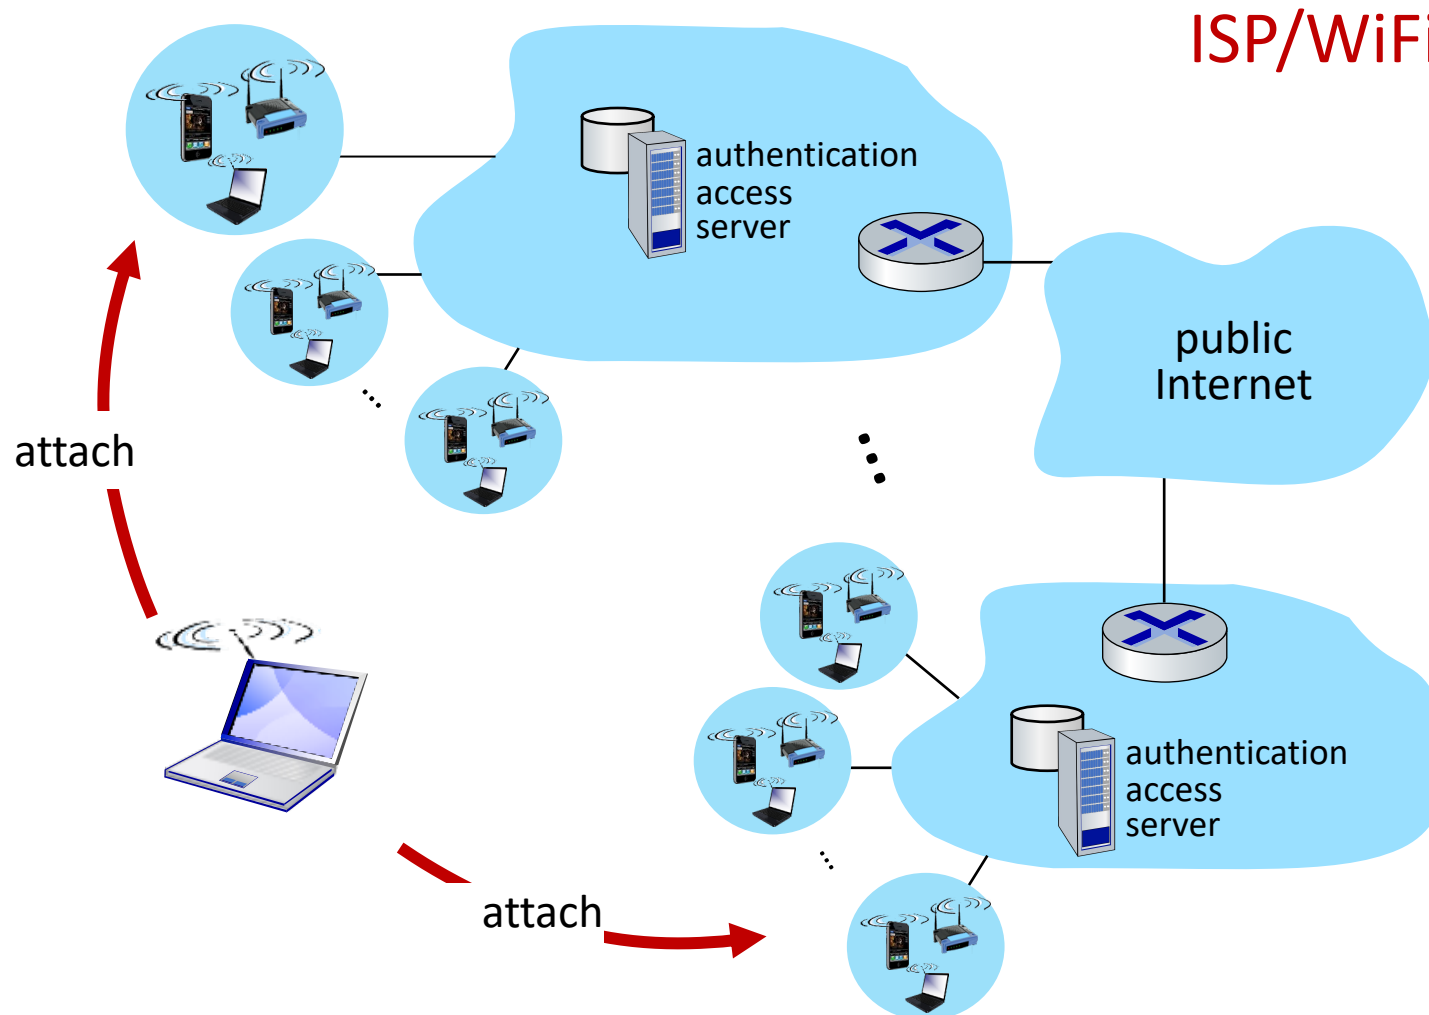 ISP/WiFi
authentication
access
server
public
Internet
attach
authentication
access
server
attach